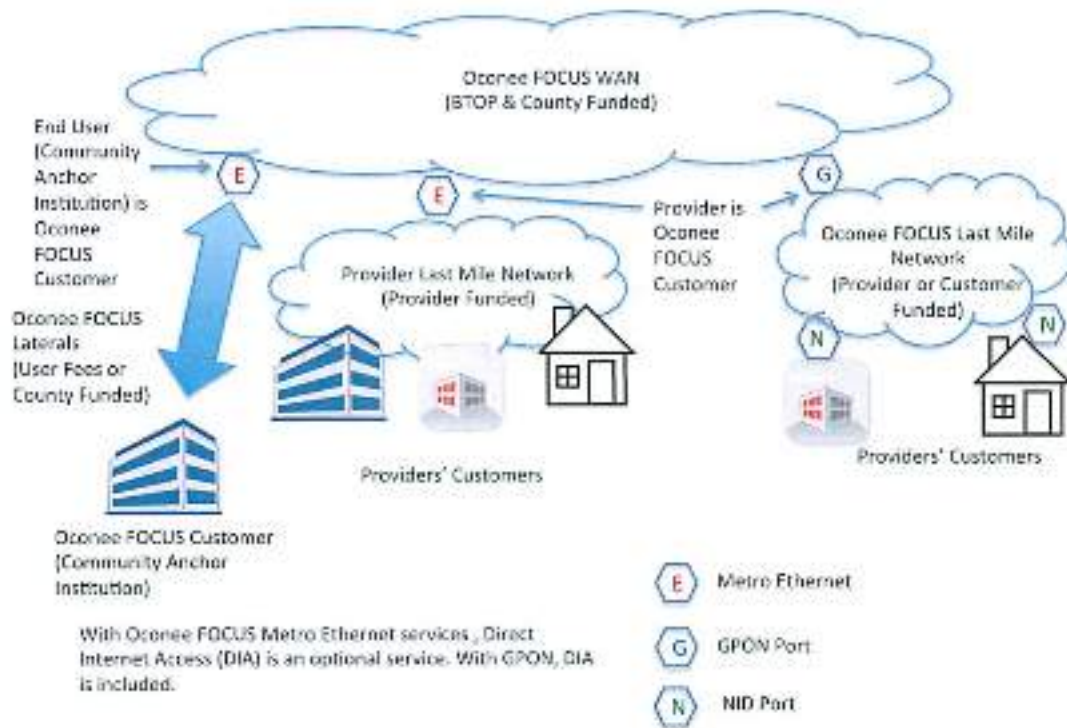 Oconee FOCUS WAN
(BTOP & County Funded)
End User
(Community
Anchor
Institution) is
Oconee
FOCUS
Customer
E
E
G
Provider is
Oconee
FOCUS
Customer
Oconee FOCUS Last Mile
Network
(Provider or Customer
Funded)
Provider Last Mile Network
(Provider Funded)
N
N
Oconee FOCUS
Laterals
(User Fees or
County Funded)
Providers' Customers
Providers' Customers
Oconee FOCUS Customer
(Community Anchor
Institution)
E Metro Ethernet
G GPON Port
N NID Port
With Oconee FOCUS Metro Ethernet services , Direct
Internet Access (DIA) is an optional service. With GPON, DIA
is included.